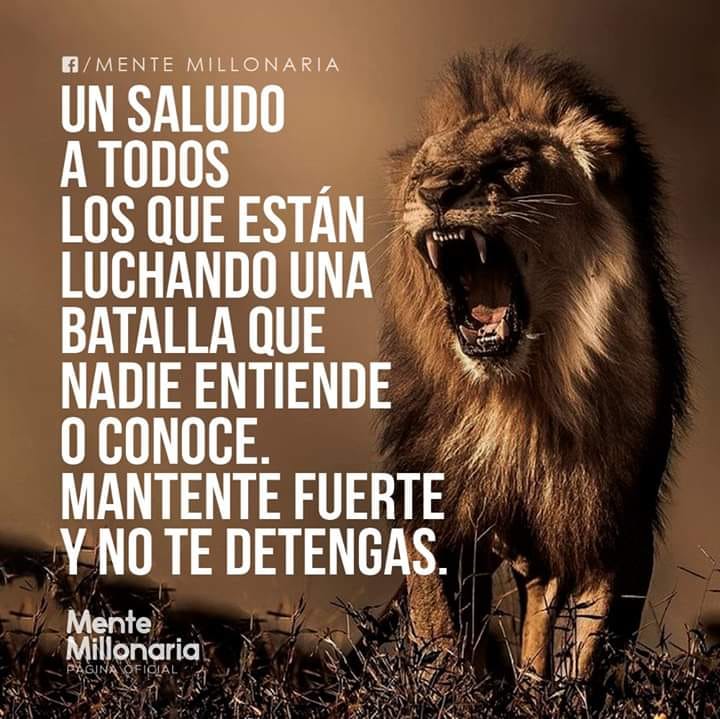 f/MENTE MILLONARIA
UN SALUDO
A TODOS
LOS QUE ESTÁN
LUCHANDO UNA
BATALLA QUE
NADIE ENTIENDE
O CONOCE.
MANTENTE FUERTE
Y NO TE DETENGAS.
Mente
Millonaria
PÁGINA OFICIAL